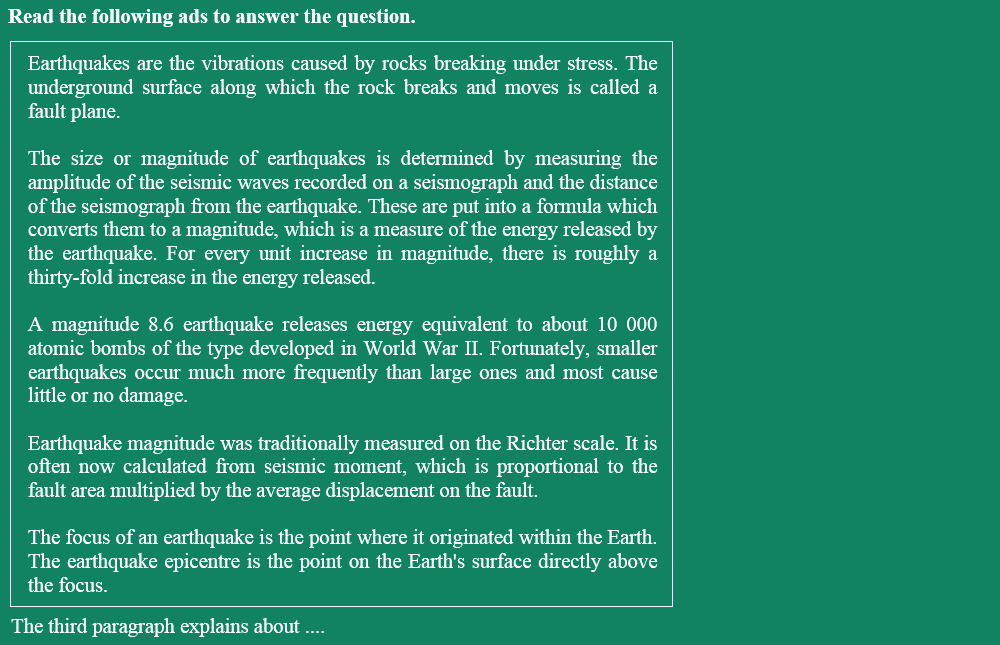 Read the following ads to answer the question.
Earthquakes are the vibrations caused by rocks breaking under stress. The
underground surface along which the rock breaks and moves is called a
fault plane.
The size or magnitude of earthquakes is determined by measuring the
amplitude of the seismic waves recorded on a seismograph and the distance
of the seismograph from the earthquake. These are put into a formula which
converts them to a magnitude, which is a measure of the energy released by
the earthquake. For every unit increase in magnitude, there is roughly a
thirty-fold increase in the energy released.
A magnitude 8.6 earthquake releases energy equivalent to about 10 000
atomic bombs of the type developed in World War II. Fortunately, smaller
earthquakes occur much more frequently than large ones and most cause
little or no damage.
Earthquake magnitude was traditionally measured on the Richter scale. It is
often now calculated from seismic moment, which is proportional to the
fault area multiplied by the average displacement on the fault.
The focus of an earthquake is the point where it originated within the Earth.
The earthquake epicentre is the point on the Earth's surface directly above
the focus.
The third paragraph explains about ....